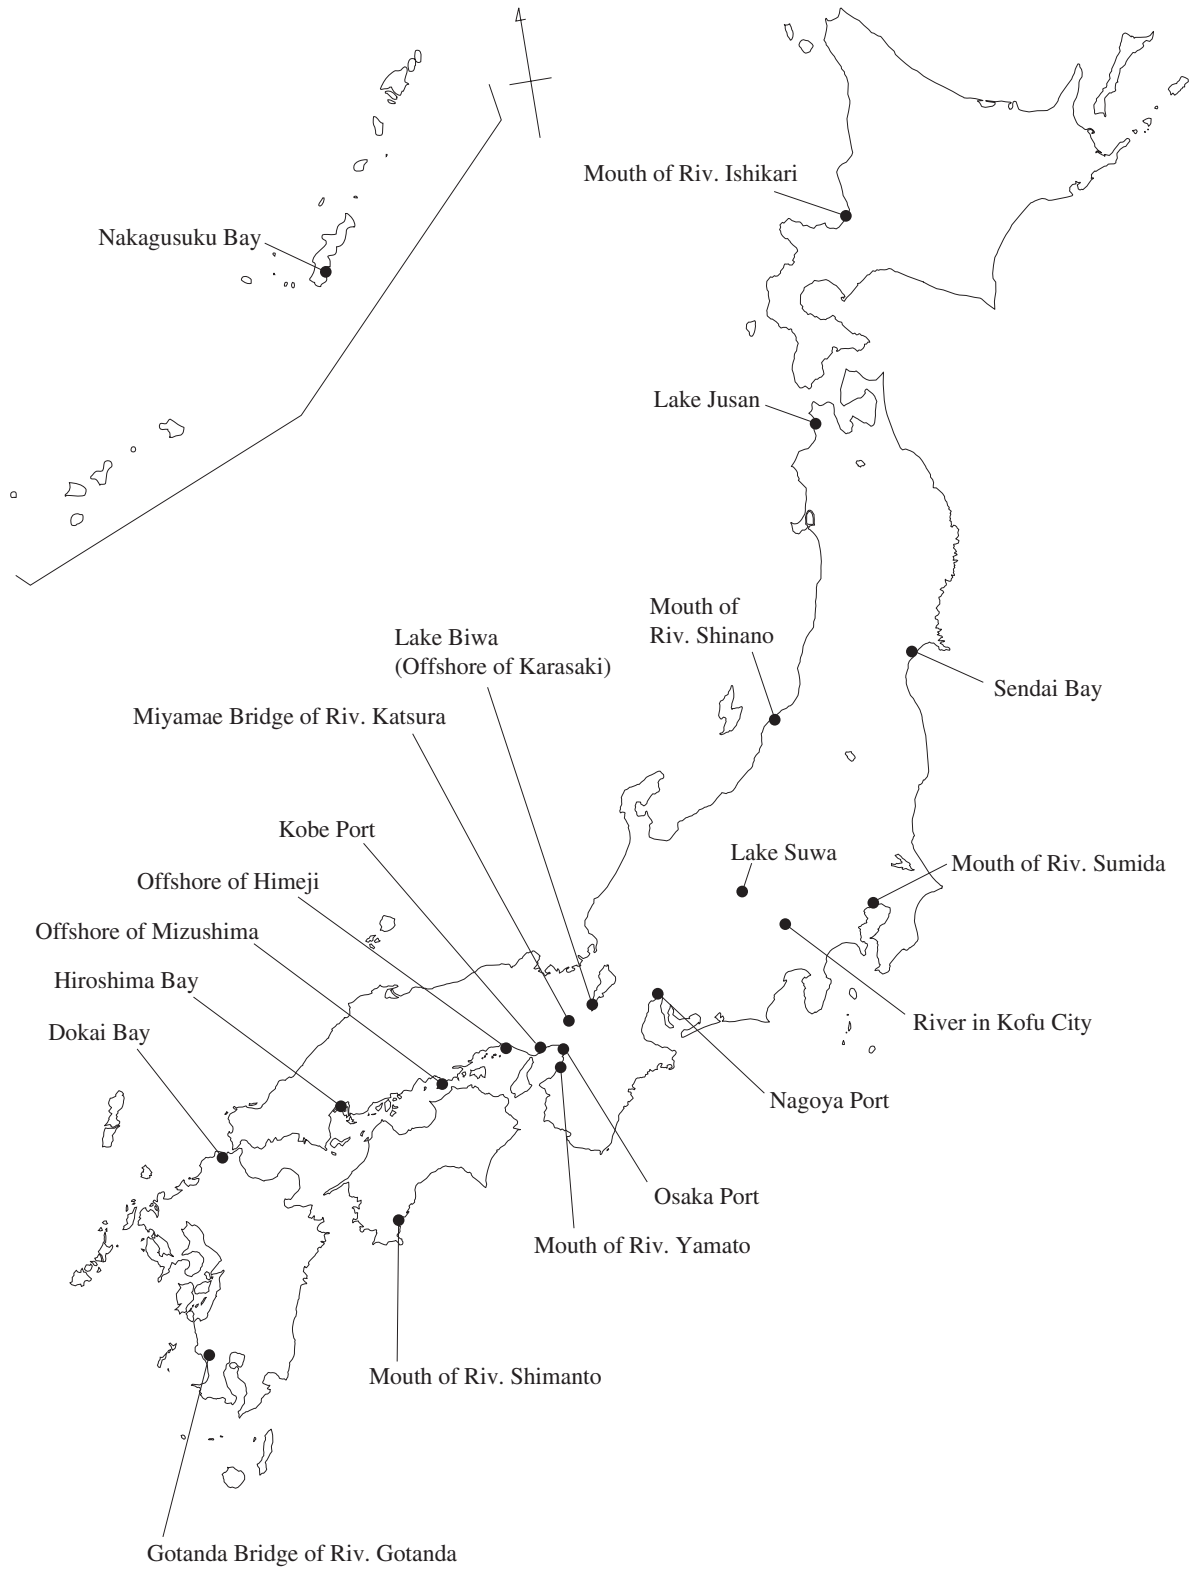 Mouth of Riv. Ishikari
Nakagusuku Bay
Lake Jusan
Mouth of
Riv. Shinano
Lake Biwa
(Offshore of Karasaki)
Sendai Bay
Miyamae Bridge of Riv. Katsura
Kobe Port
Lake Suwa
Mouth of Riv. Sumida
Offshore of Himeji
Offshore of Mizushima
Hiroshima Bay
River in Kofu City
Dokai Bay
Nagoya Port
Osaka Port
Mouth of Riv. Yamato
Mouth of Riv. Shimanto
Gotanda Bridge of Riv. Gotanda